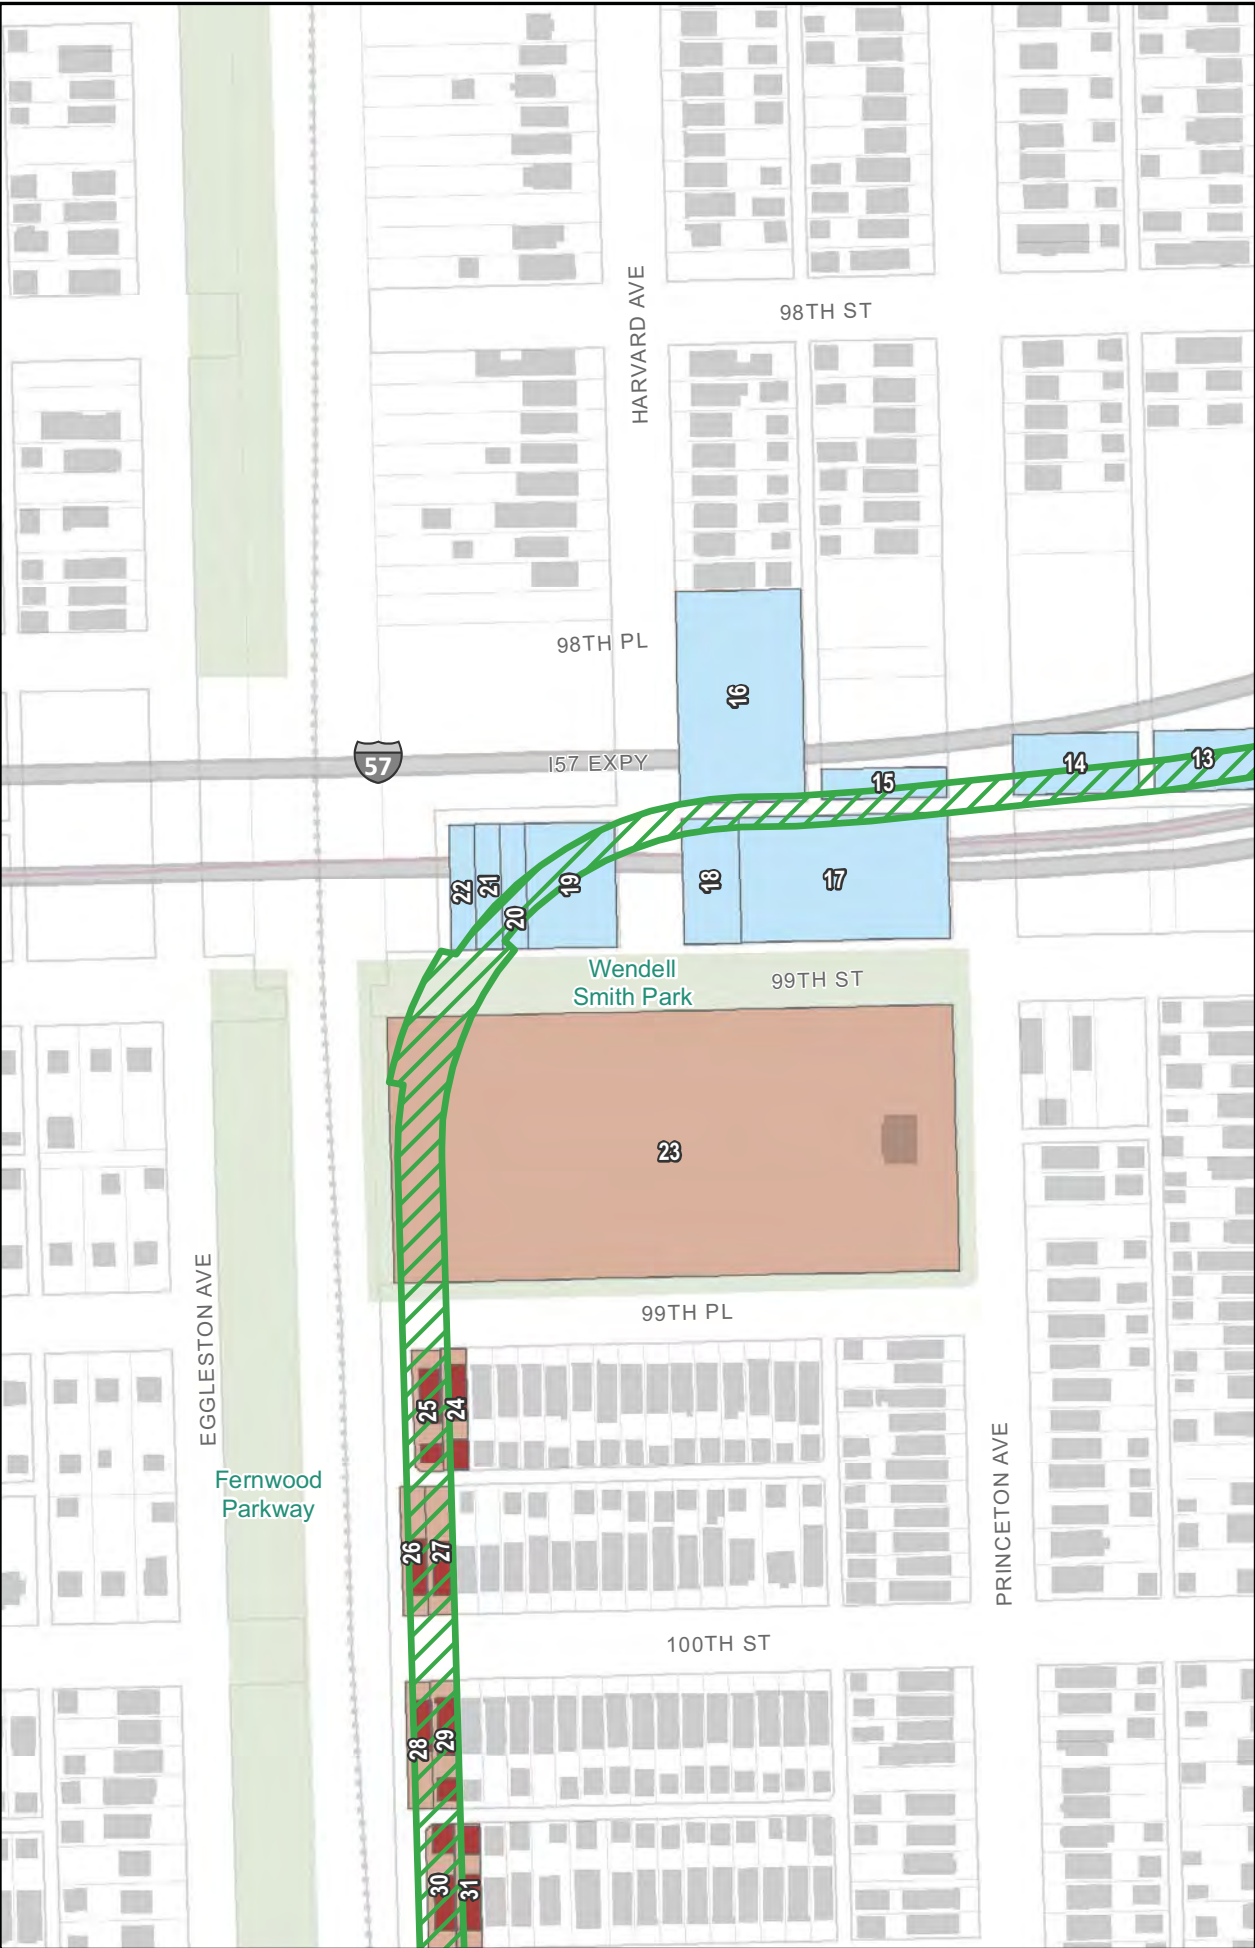 HARVARD AVE
98TH ST
98TH PL
16
57
I57 EXPY
15
14
13
22
21
20
19
18
17
Wendell
Smith Park
99TH ST
23
EGGLESTON AVE
99TH PL
25
24
Fernwood
Parkway
PRINCETON AVE
26
27
100TH ST
28
29
30
31